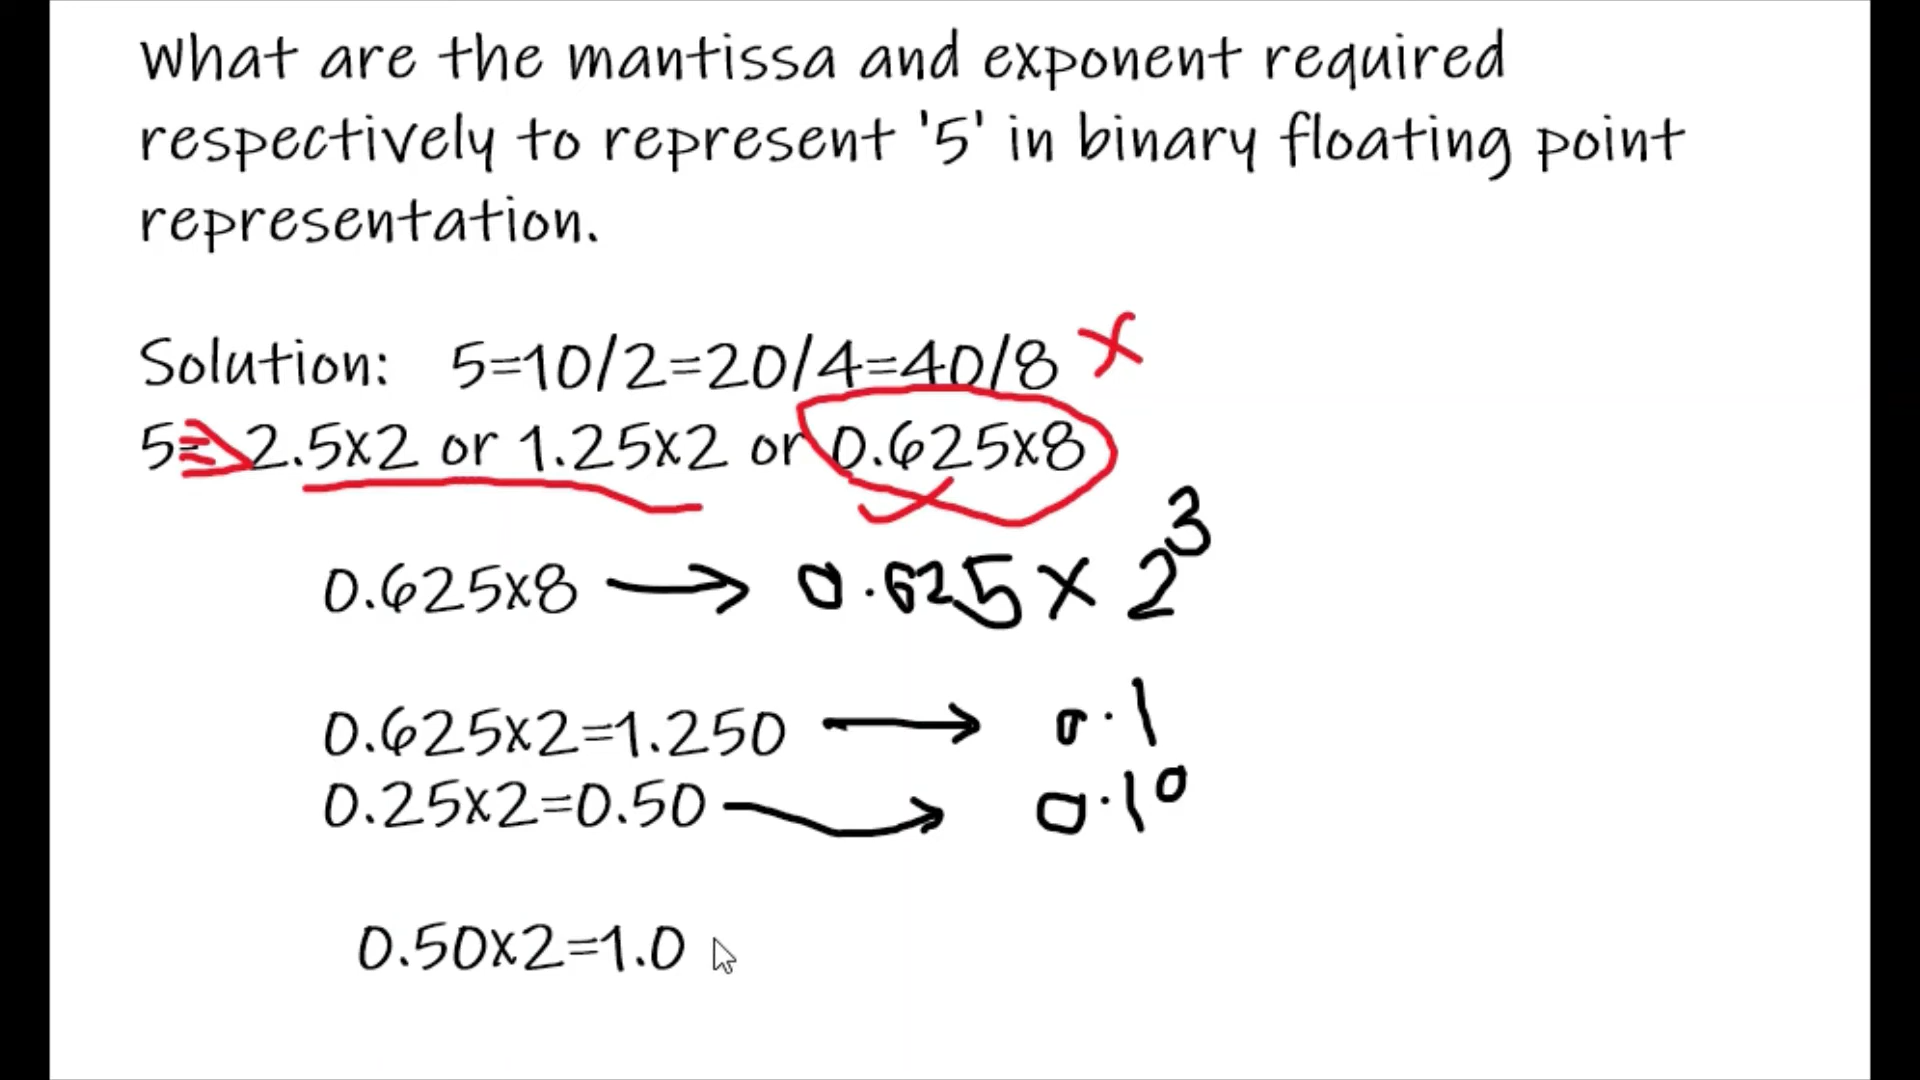 What are the mantissa and exponent required
respectively to represent '5' in binary floating point
representation.
Solution: 5=10/2=20/4=40/8 X
5= 2.5x2 or 1.25x2 or 0.625x8
0.625x8 → 0.625 x 2³
0.625x2=1.250 → 0.1
0.25x2=0.50 → 0.10
0.50x2=1.0